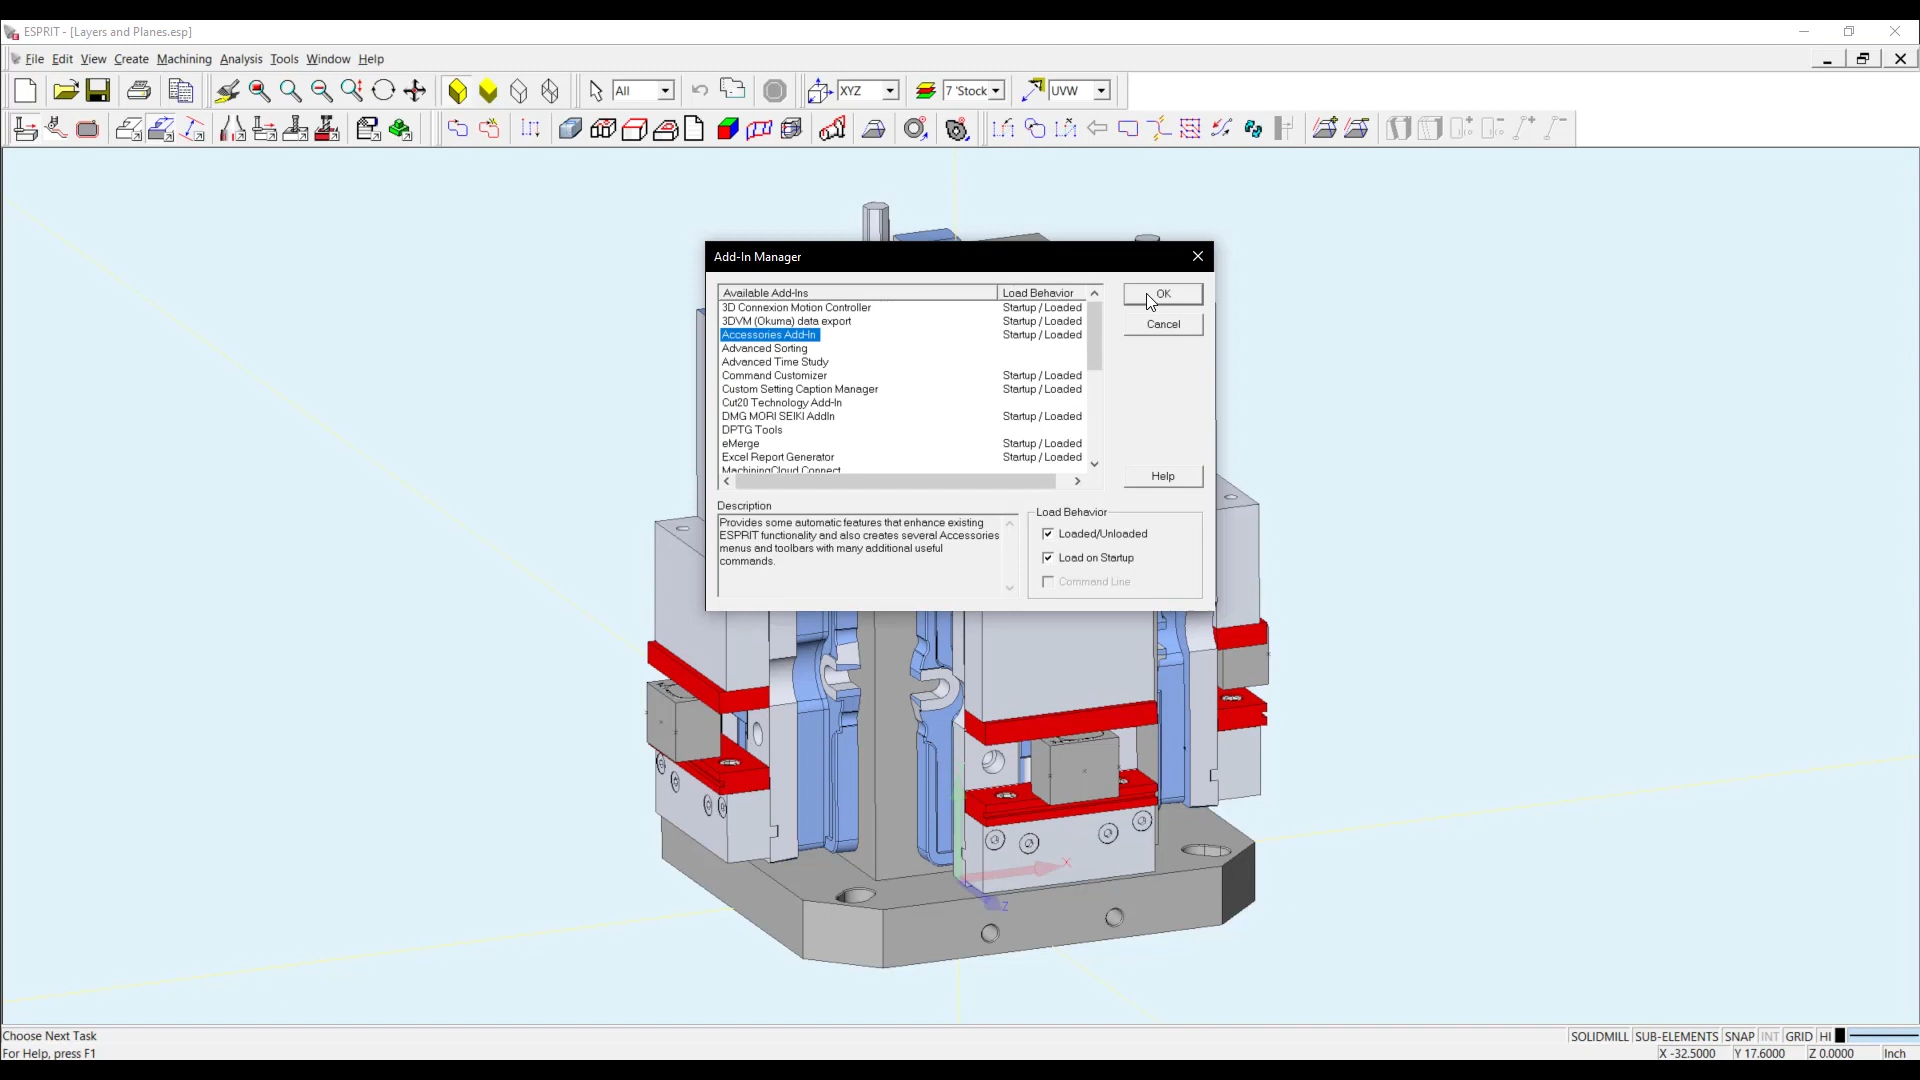 ESPRIT - [Layers and Planes.esp]
File Edit View Create Machining Analysis Tools Window Help
All
XYZ
7 'Stock
UVW
Add-In Manager
Available Add-Ins Load Behavior
3D Connexion Motion Controller Startup / Loaded
3DVM (Okuma) data export Startup / Loaded
Accessories Add-In Startup / Loaded
Advanced Sorting
Advanced Time Study
Command Customizer Startup / Loaded
Custom Setting Caption Manager Startup / Loaded
Cut20 Technology Add-In
DMG MORI SEIKI AddIn Startup / Loaded
DPTG Tools
eMerge Startup / Loaded
Excel Report Generator Startup / Loaded
MachiningCloud Connect
OK
Cancel
Help
Description
Provides some automatic features that enhance existing
ESPRIT functionality and also creates several Accessories
menus and toolbars with many additional useful
commands.
Load Behavior
Loaded/Unloaded
Load on Startup
Command Line
X
Z
Choose Next Task
SOLIDMILL SUB-ELEMENTS SNAP INT GRID HI
For Help, press F1
X -32.5000 Y 17.6000 Z 0.0000 Inch